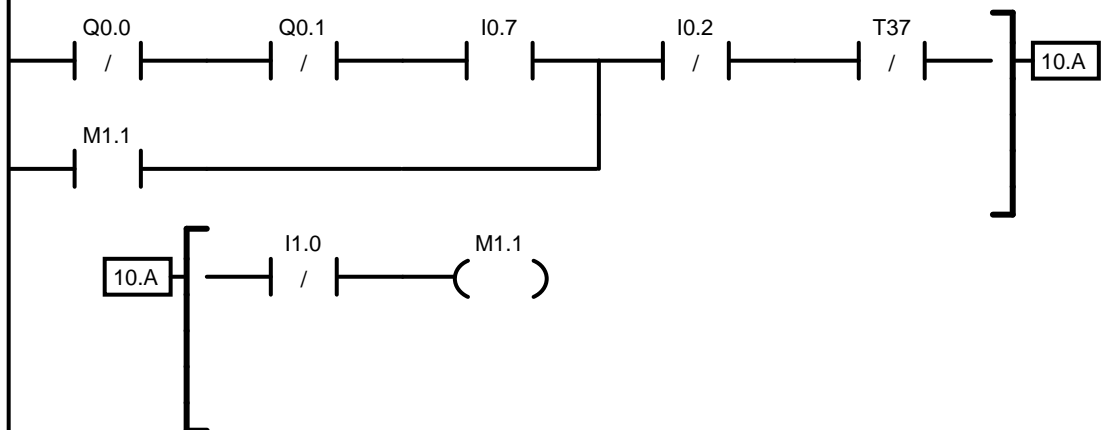 Q0.0 Q0.1 I0.7 I0.2 T37
/ / / / 10.A
M1.1
I1.0 M1.1
10.A /